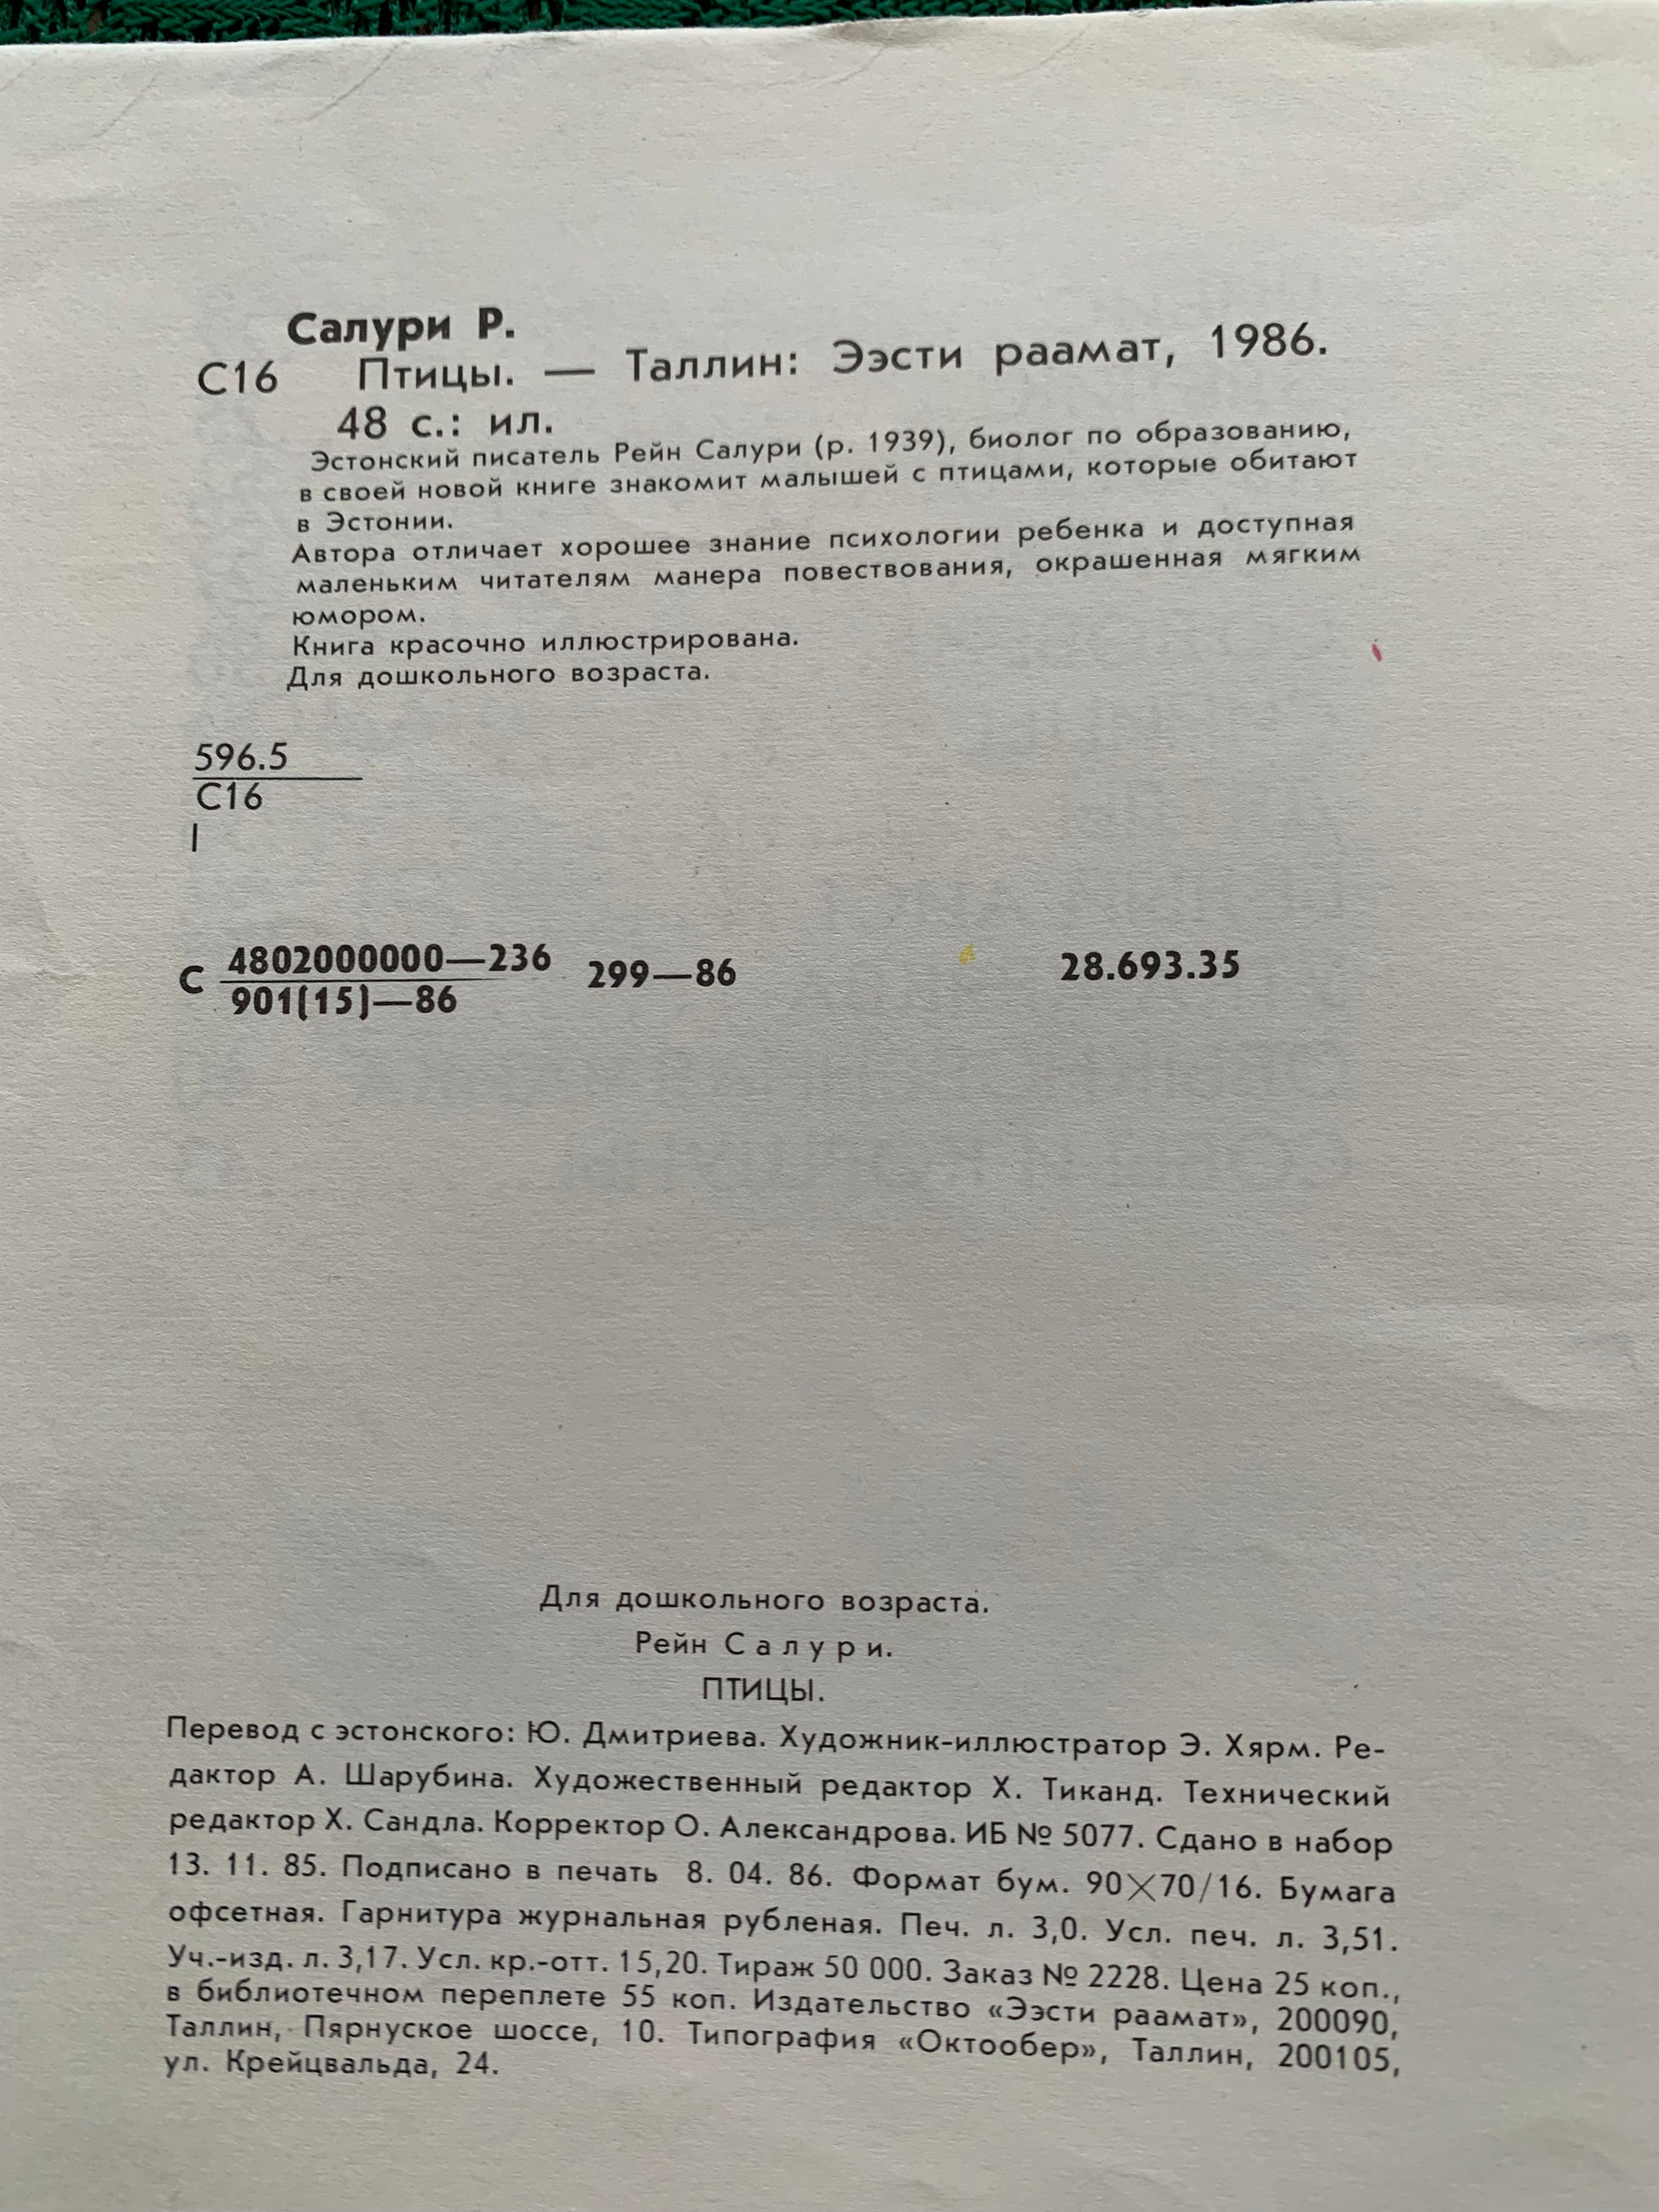 Салури Р.
С16 Птицы. — Таллин: Ээсти раамат, 1986.
48 с.: ил.
Эстонский писатель Рейн Салури (р. 1939), биолог по образованию,
в своей новой книге знакомит малышей с птицами, которые обитают
в Эстонии.
Автора отличает хорошее знание психологии ребенка и доступная
маленьким читателям манера повествования, окрашенная мягким
юмором.
Книга красочно иллюстрирована.
Для дошкольного возраста.
596.5
С16
I
С 4802000000—236 299—86 28.693.35
901(15)—86
Для дошкольного возраста.
Рейн Салури.
ПТИЦЫ.
Перевод с эстонского: Ю. Дмитриева. Художник-иллюстратор Э. Хярм. Ре-
дактор А. Шарубина. Художественный редактор Х. Тиканд. Технический
редактор Х. Сандла. Корректор О. Александрова. ИБ № 5077. Сдано в набор
13. 11. 85. Подписано в печать 8. 04. 86. Формат бум. 90×70/16. Бумага
офсетная. Гарнитура журнальная рубленая. Печ. л. 3,0. Усл. печ. л. 3,51.
Уч.-изд. л. 3,17. Усл. кр.-отт. 15,20. Тираж 50 000. Заказ № 2228. Цена 25 коп.,
в библиотечном переплете 55 коп. Издательство «Ээсти раамат», 200090,
Таллин, Пярнуское шоссе, 10. Типография «Октообер», Таллин, 200105,
ул. Крейцвальда, 24.